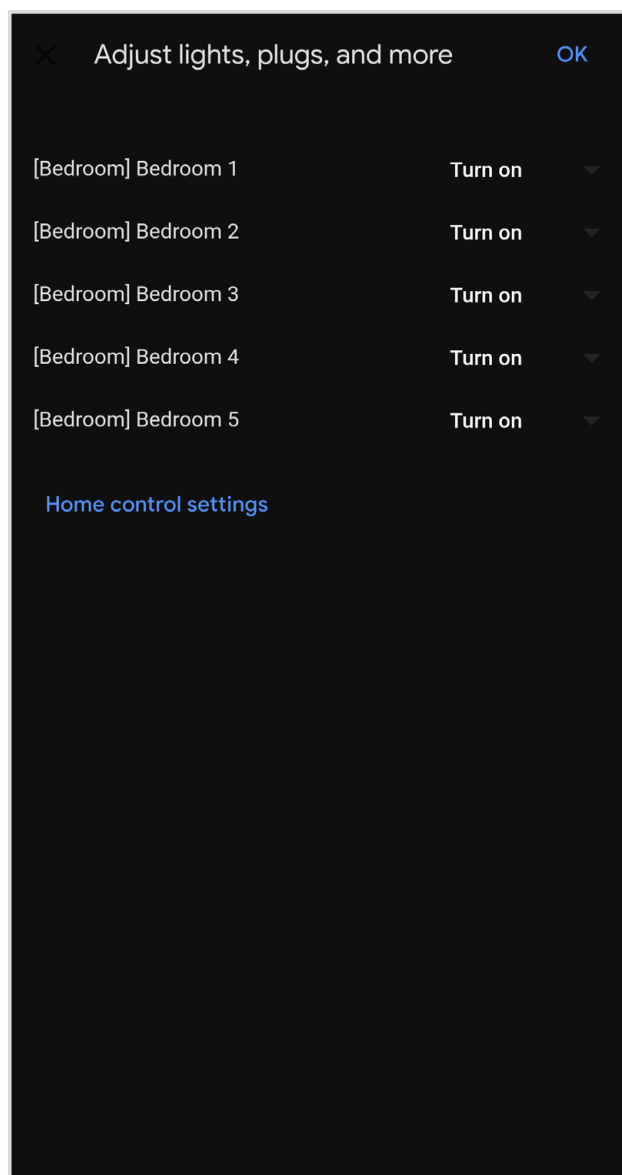 Adjust lights, plugs, and more OK
[Bedroom] Bedroom 1 Turn on
[Bedroom] Bedroom 2 Turn on
[Bedroom] Bedroom 3 Turn on
[Bedroom] Bedroom 4 Turn on
[Bedroom] Bedroom 5 Turn on
Home control settings